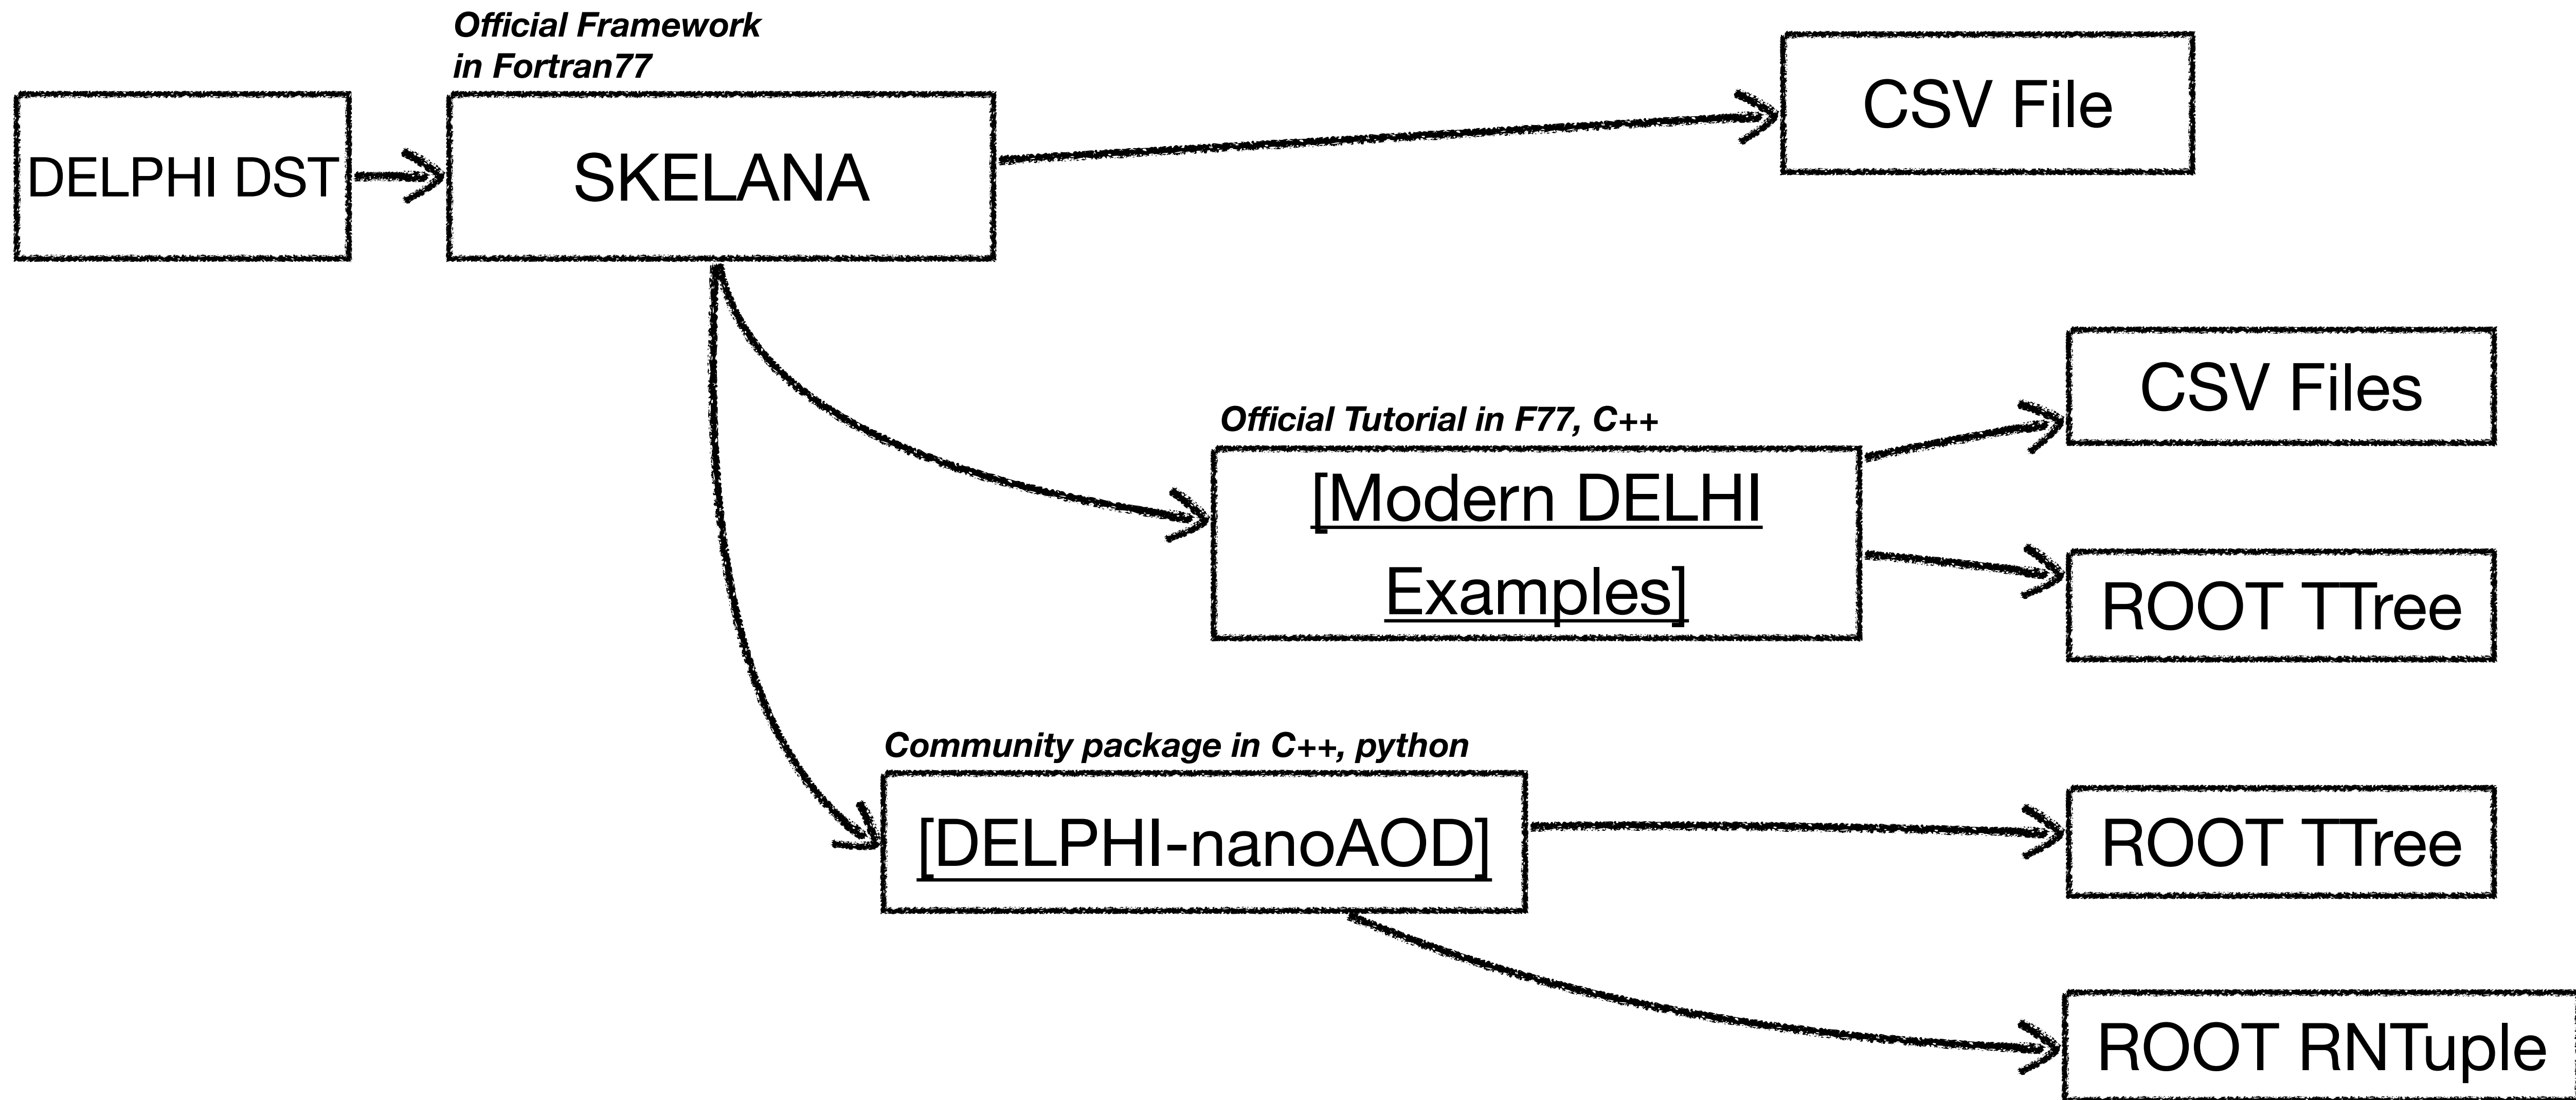 Official Framework
in Fortran77
DELPHI DST
SKELANA
CSV File
CSV Files
Official Tutorial in F77, C++
[Modern DELHI
Examples]
ROOT TTree
Community package in C++, python
[DELPHI-nanoAOD]
ROOT TTree
ROOT RNTuple